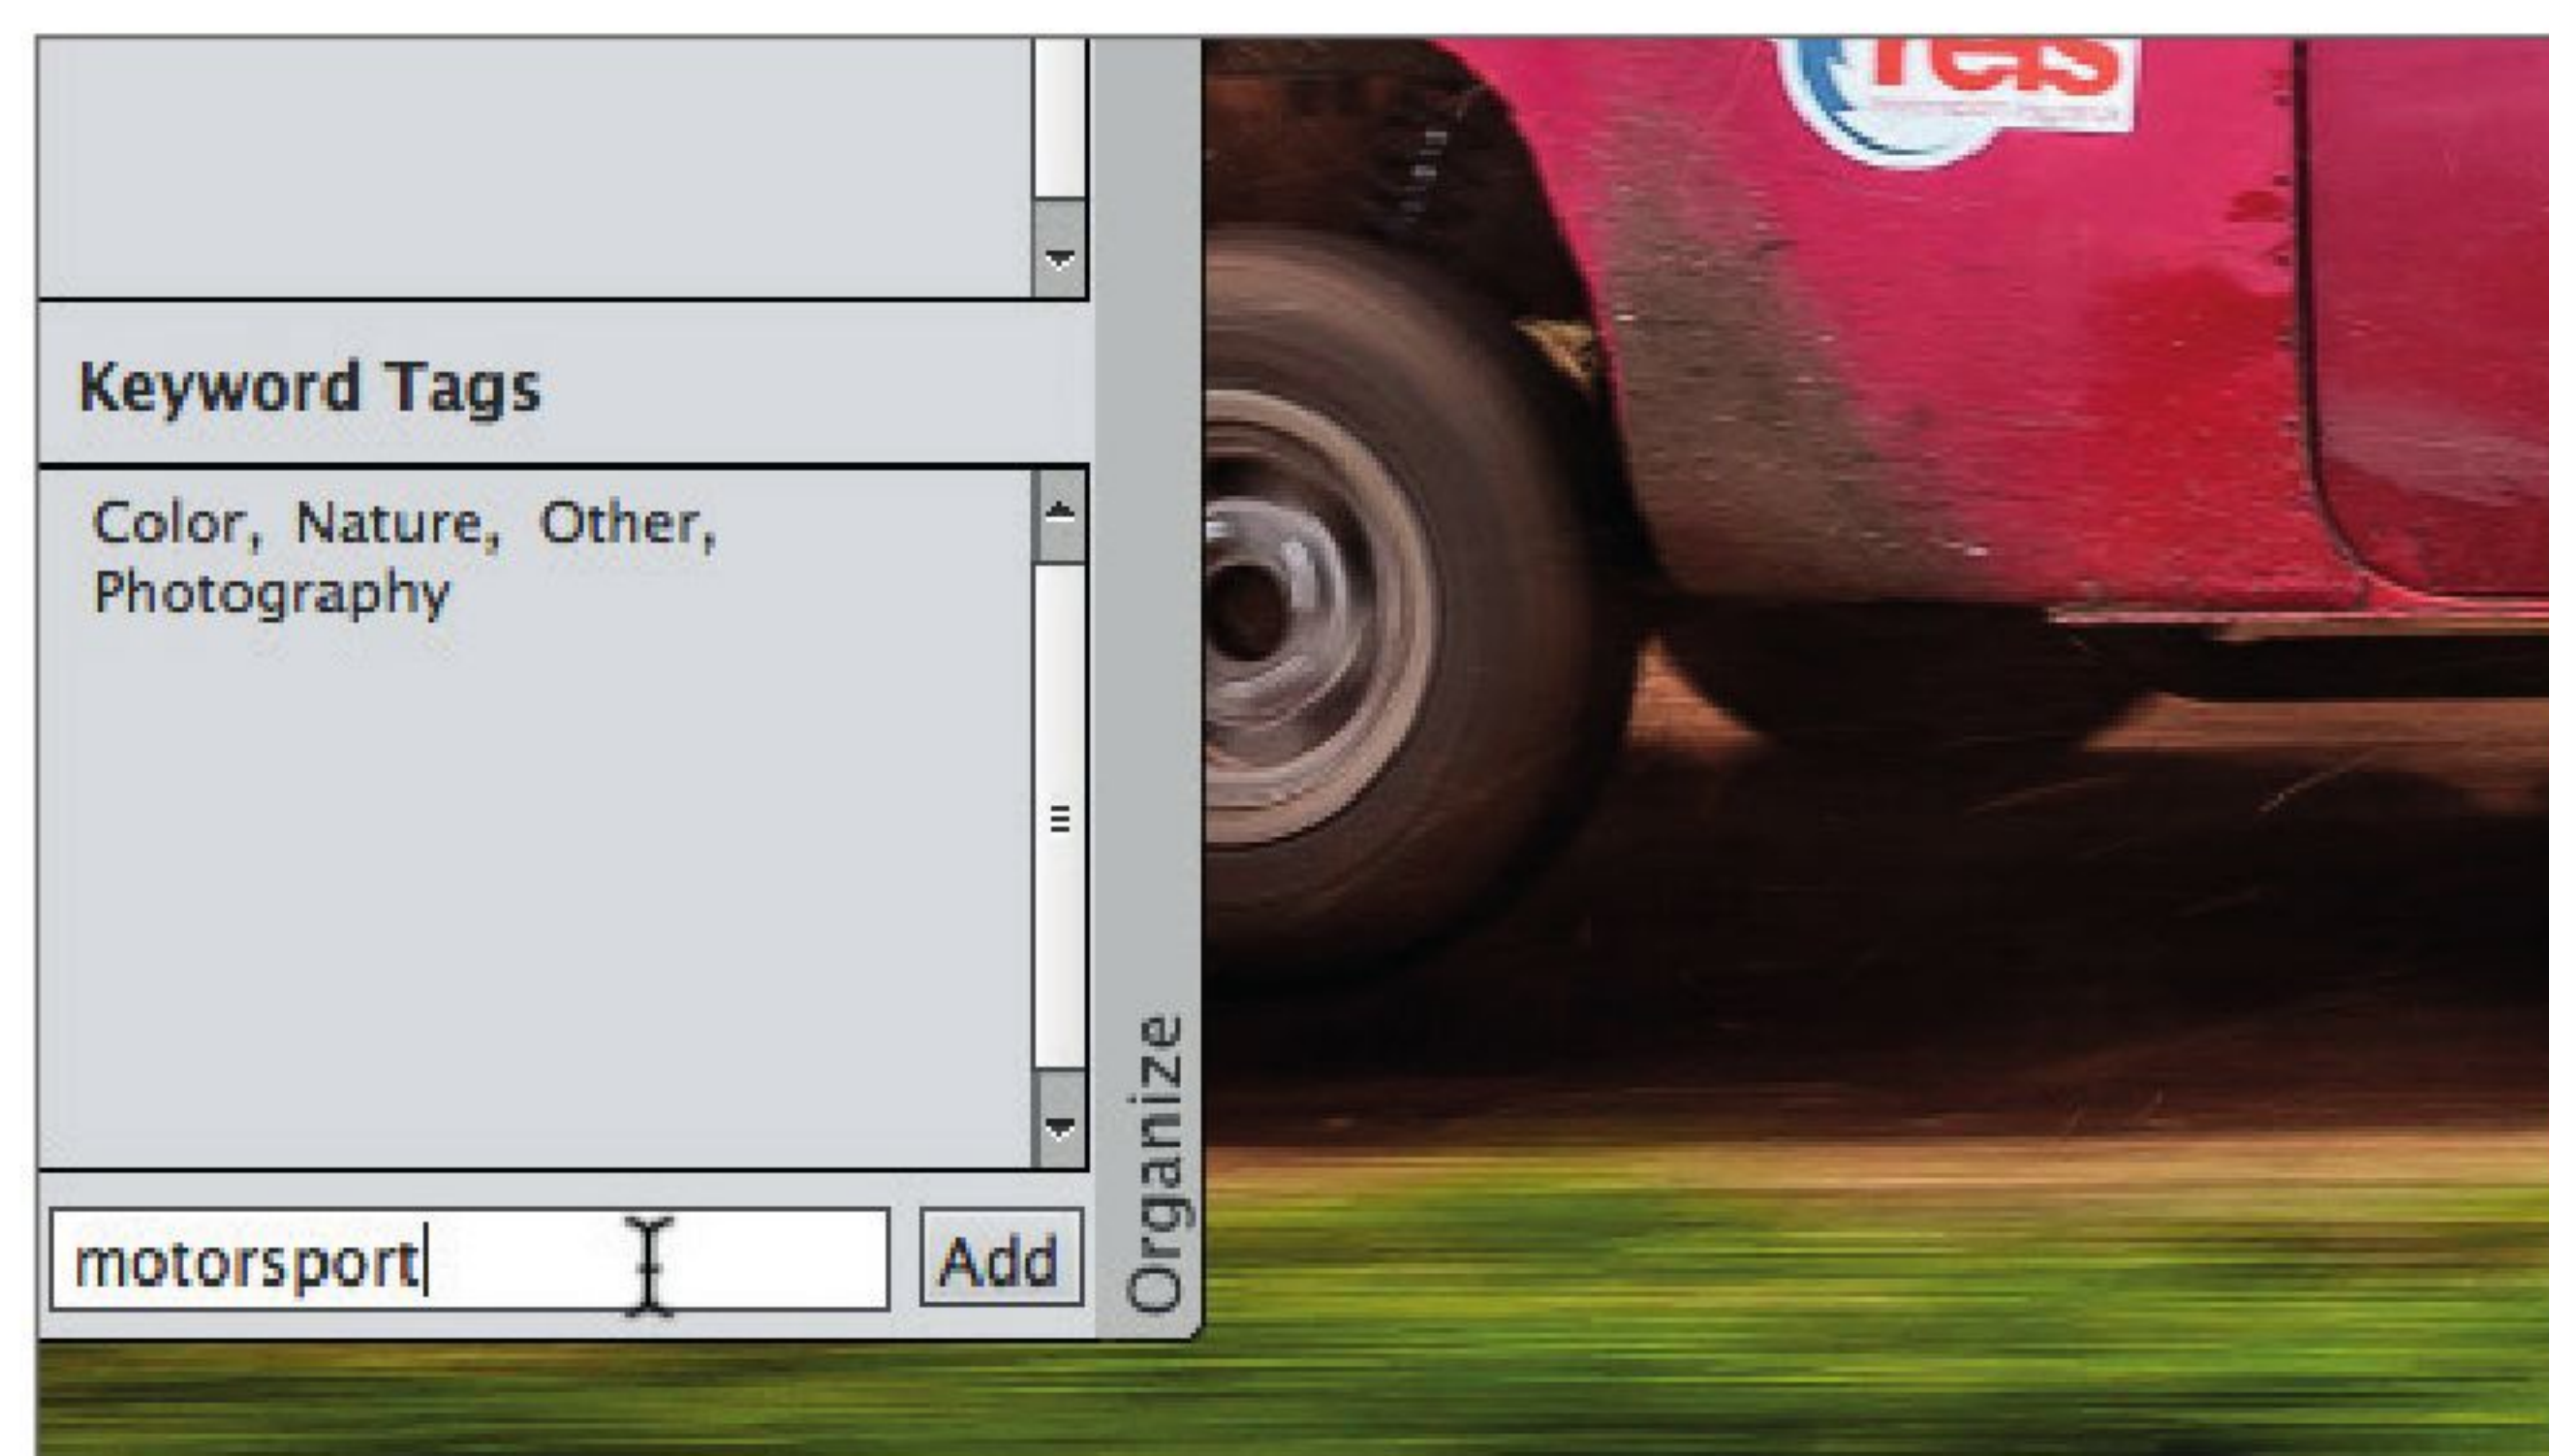 Keyword Tags
Color, Nature, Other,
Photography
motorsport
Add
Organize